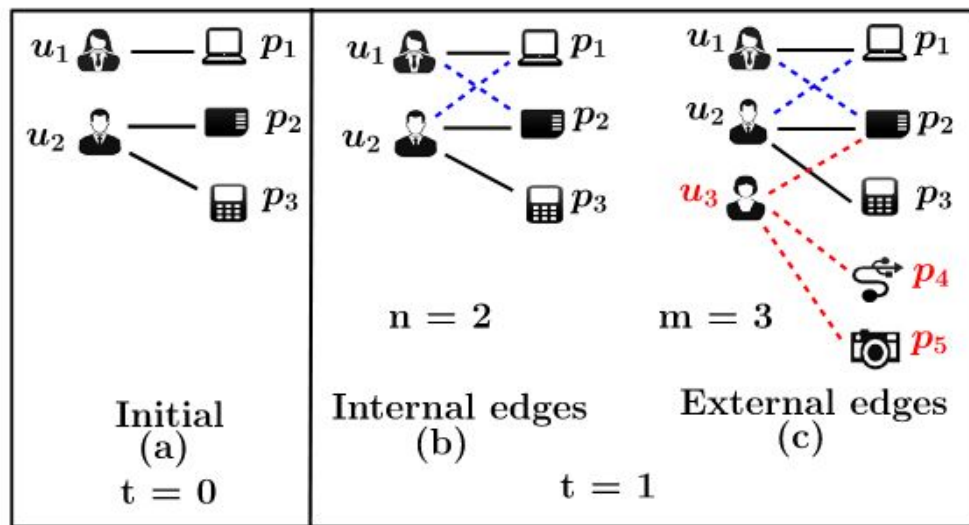 u1 p1
u2 p2
p3
Initial
(a)
t = 0
u1 p1
u2 p2
p3
n = 2
Internal edges
(b)
u1 p1
u2 p2
u3 p3
p4
m = 3
p5
External edges
(c)
t = 1